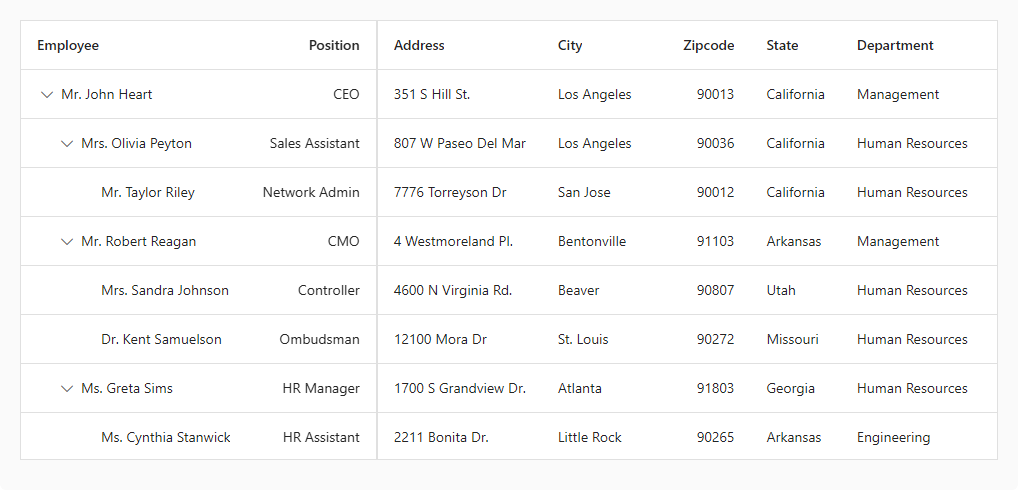 Employee Position Address City Zipcode State Department
Mr. John Heart CEO 351 S Hill St. Los Angeles 90013 California Management
Mrs. Olivia Peyton Sales Assistant 807 W Paseo Del Mar Los Angeles 90036 California Human Resources
Mr. Taylor Riley Network Admin 7776 Torreyson Dr San Jose 90012 California Human Resources
Mr. Robert Reagan CMO 4 Westmoreland Pl. Bentonville 91103 Arkansas Management
Mrs. Sandra Johnson Controller 4600 N Virginia Rd. Beaver 90807 Utah Human Resources
Dr. Kent Samuelson Ombudsman 12100 Mora Dr St. Louis 90272 Missouri Human Resources
Ms. Greta Sims HR Manager 1700 S Grandview Dr. Atlanta 91803 Georgia Human Resources
Ms. Cynthia Stanwick HR Assistant 2211 Bonita Dr. Little Rock 90265 Arkansas Engineering